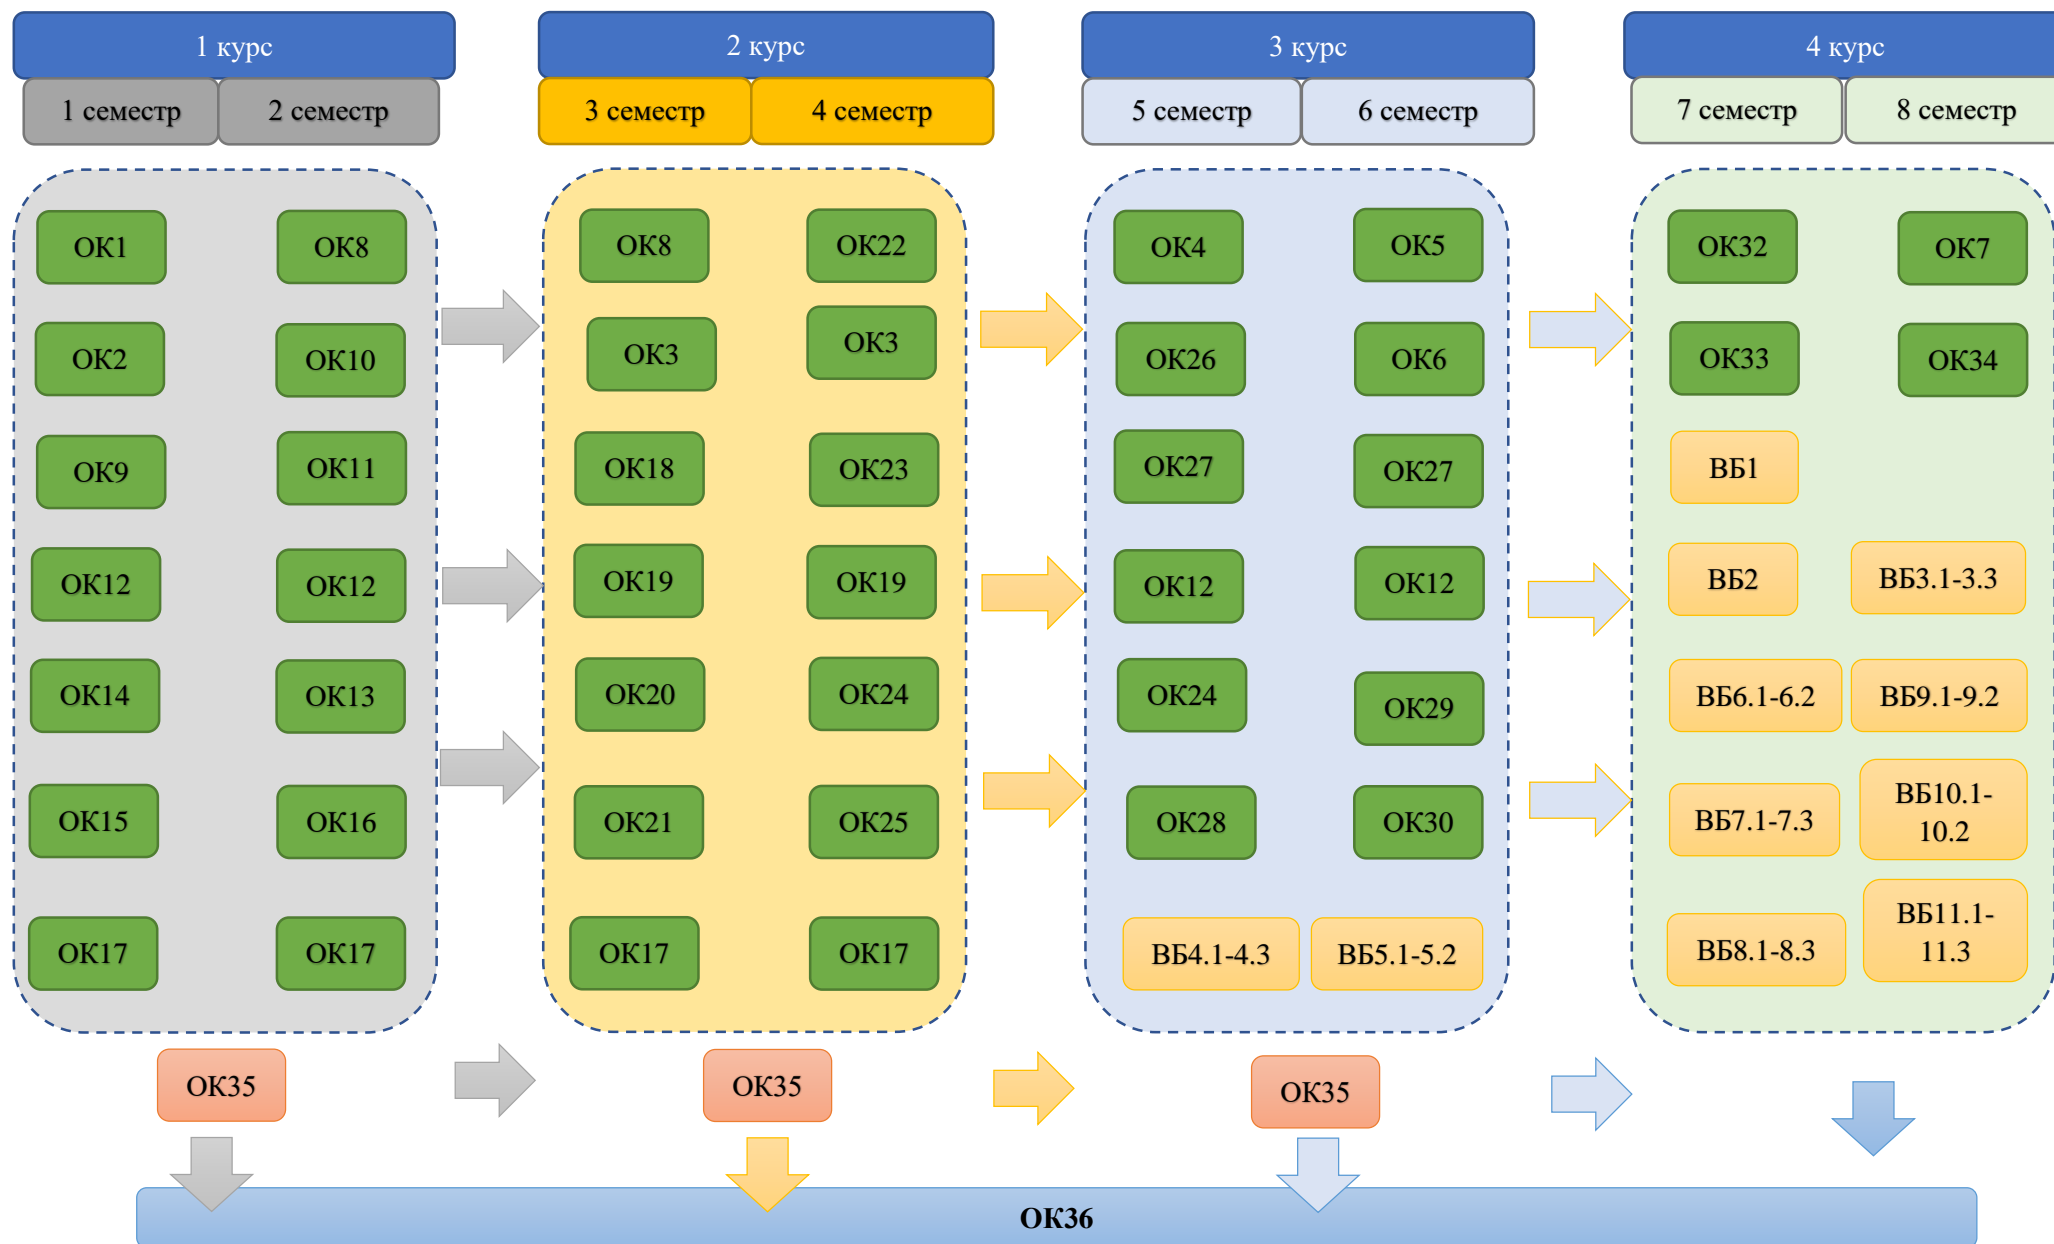 1 курс
2 курс
3 курс
4 курс
1 семестр
2 семестр
3 семестр
4 семестр
5 семестр
6 семестр
7 семестр
8 семестр
ОК1
ОК8
ОК2
ОК10
ОК9
ОК11
ОК12
ОК12
ОК14
ОК13
ОК15
ОК16
ОК17
ОК17
ОК8
ОК22
ОК3
ОК3
ОК18
ОК23
ОК19
ОК19
ОК20
ОК24
ОК21
ОК25
ОК17
ОК17
ОК4
ОК5
ОК26
ОК6
ОК27
ОК27
ОК12
ОК12
ОК24
ОК29
ОК28
ОК30
ВБ4.1-4.3
ВБ5.1-5.2
ОК32
ОК7
ОК33
ОК34
ВБ1
ВБ2
ВБ3.1-3.3
ВБ6.1-6.2
ВБ9.1-9.2
ВБ7.1-7.3
ВБ10.1-
10.2
ВБ8.1-8.3
ВБ11.1-
11.3
ОК35
ОК35
ОК35
ОК36